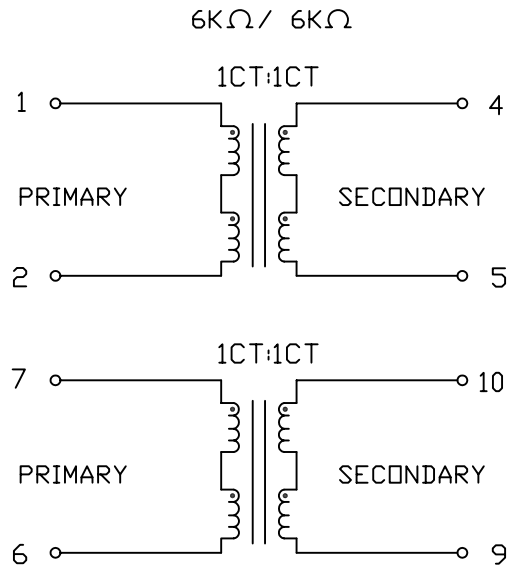 6KΩ/ 6KΩ
1CT:1CT
1 4
PRIMARY SECONDARY
2 5
1CT:1CT
7 10
PRIMARY SECONDARY
6 9